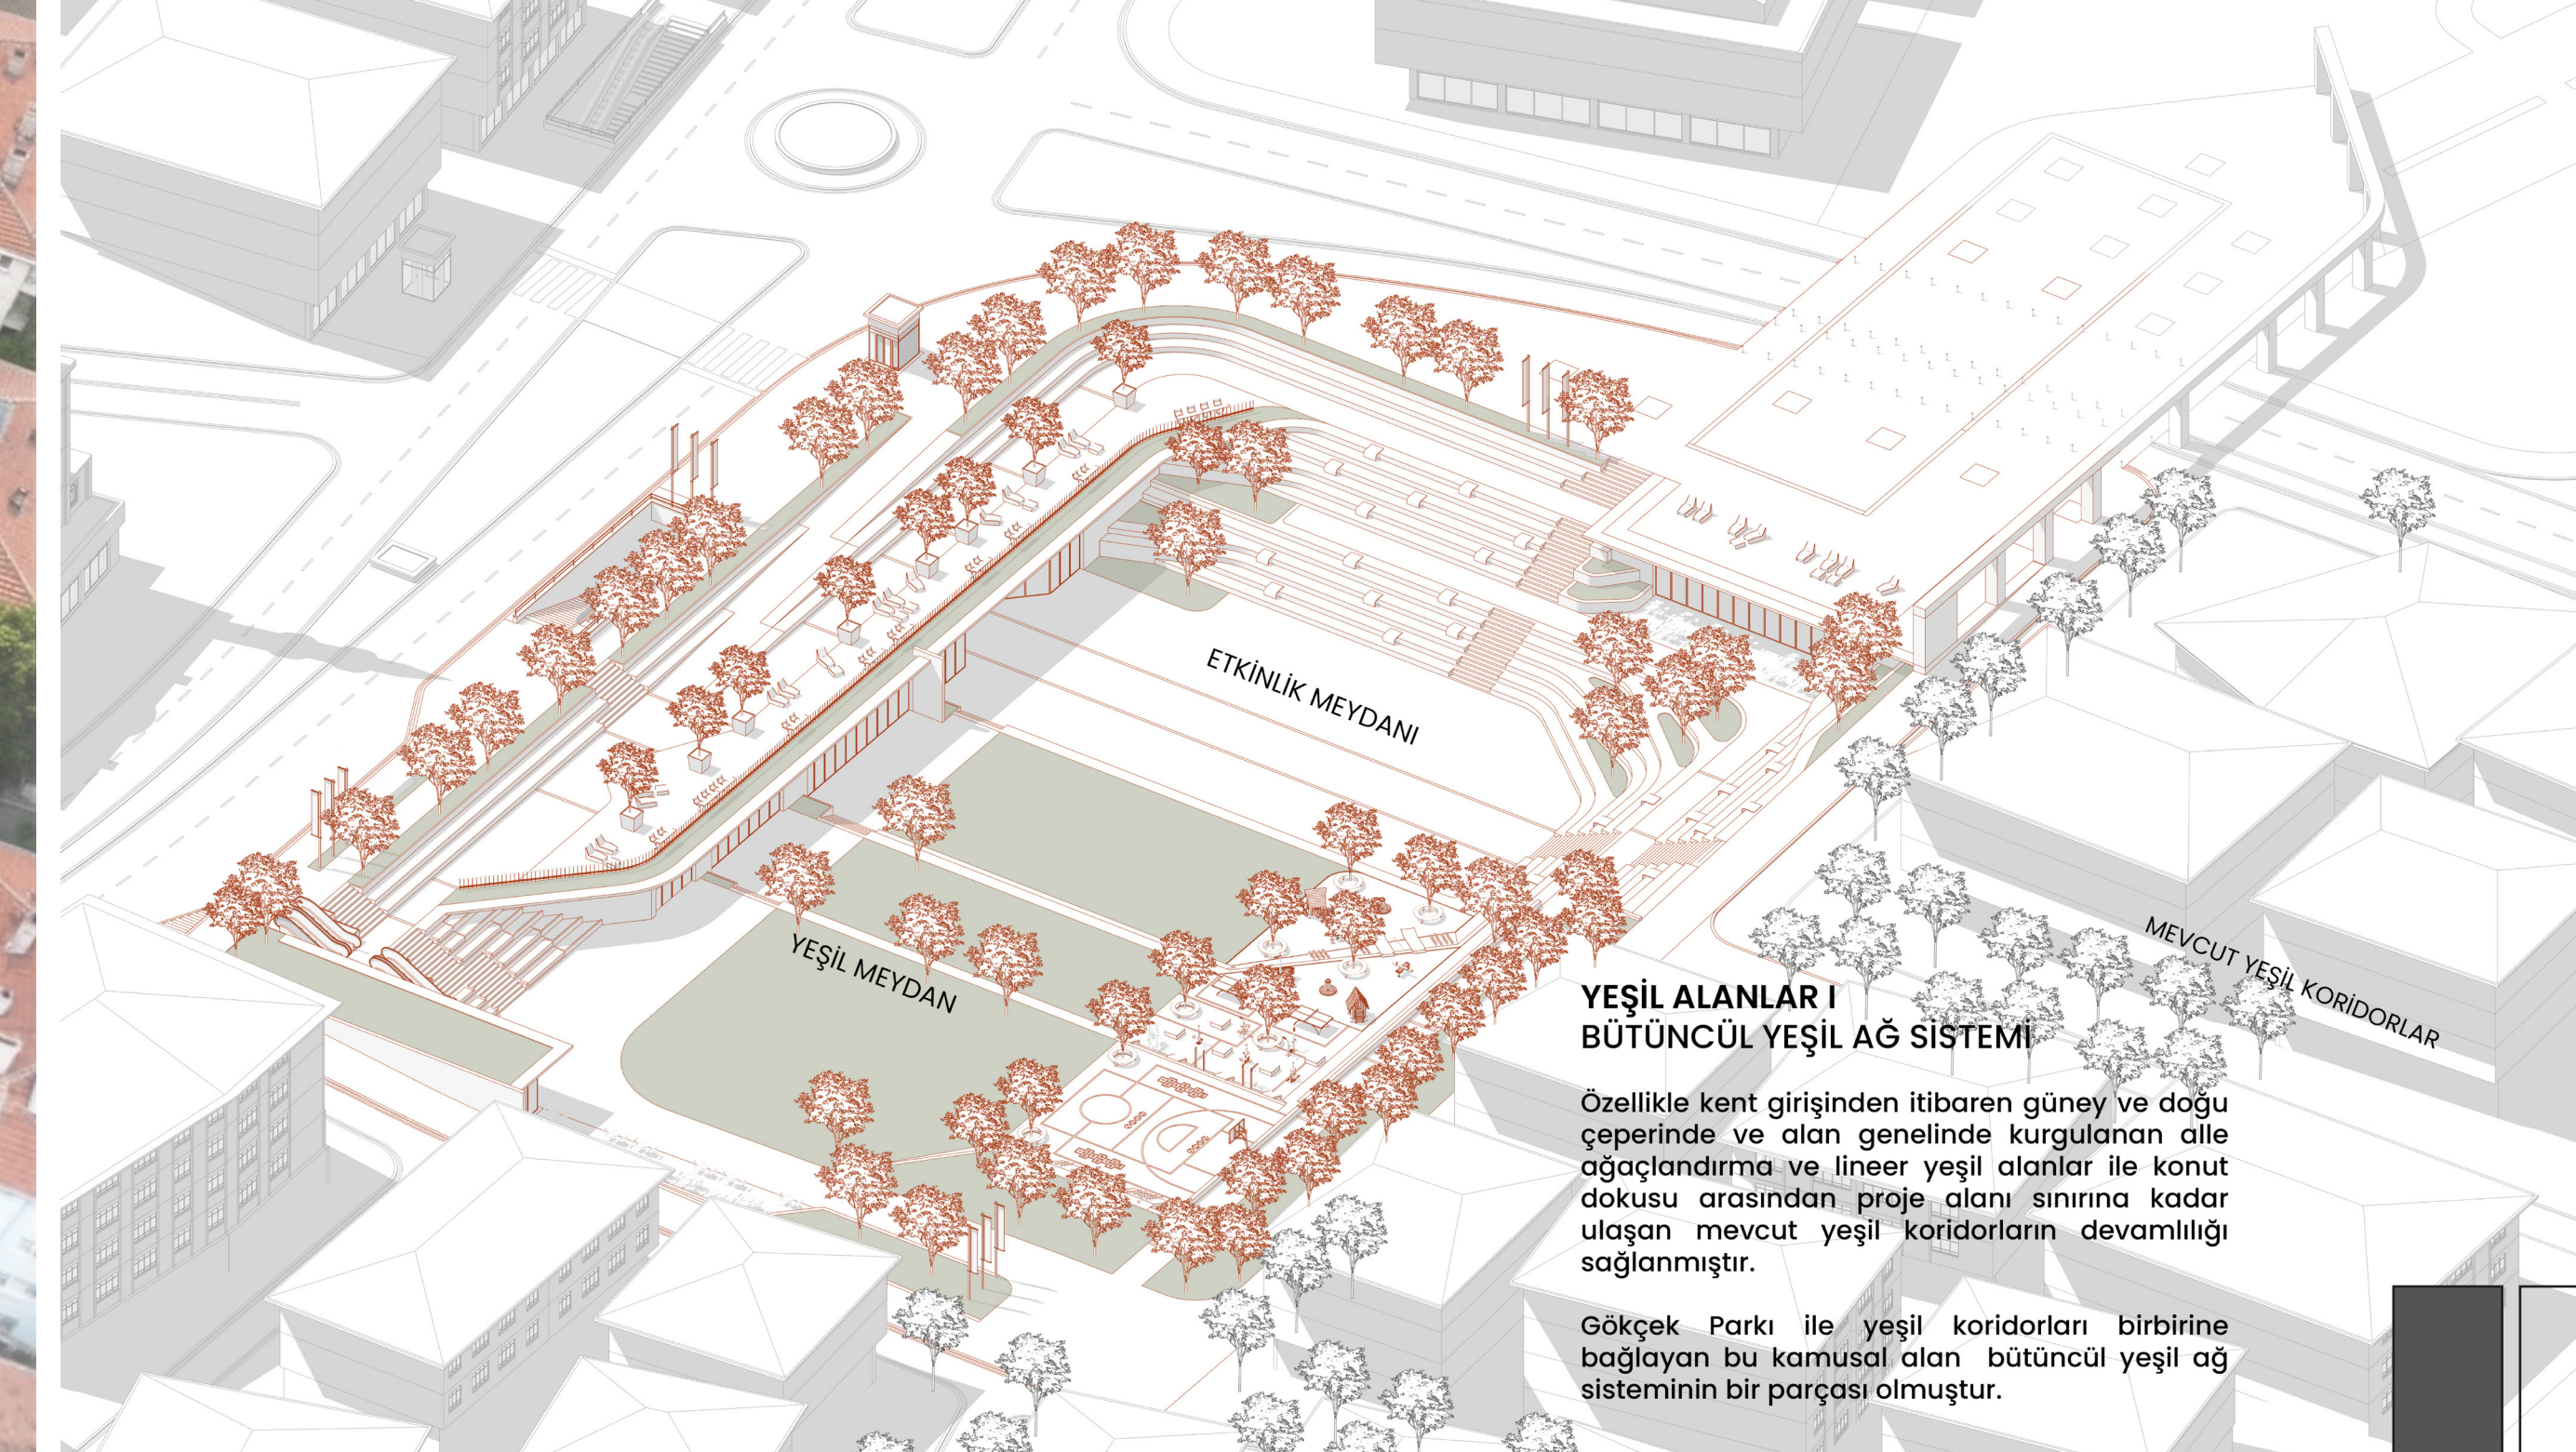 ETKİNLİK MEYDANI
YEŞİL MEYDAN
MEVCUT YEŞİL KORİDORLAR
YEŞİL ALANLAR I
BÜTÜNCÜL YEŞİL AĞ SİSTEMİ
Özellikle kent girişinden itibaren güney ve doğu
çeperinde ve alan genelinde kurgulanan alle
ağaçlandırma ve lineer yeşil alanlar ile konut
dokusu arasından proje alanı sınırına kadar
ulaşan mevcut yeşil koridorların devamlılığı
sağlanmıştır.
Gökçek Parkı ile yeşil koridorları birbirine
bağlayan bu kamusal alan bütüncül yeşil ağ
sisteminin bir parçası olmuştur.